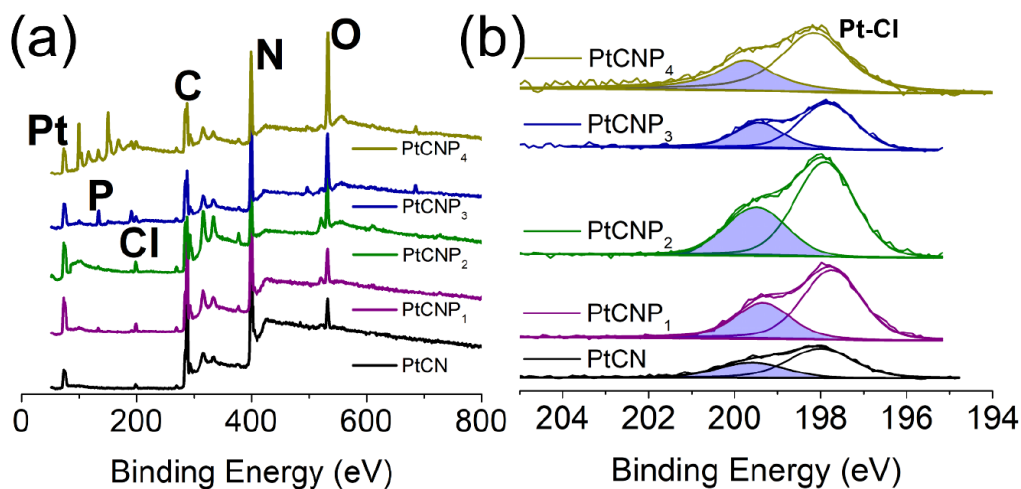 (a)
Pt
P
Cl
C
N
O
PtCNP₄
PtCNP₃
PtCNP₂
PtCNP₁
PtCN
0 200 400 600 800
Binding Energy (eV)
(b)
Pt-Cl
PtCNP₄
PtCNP₃
PtCNP₂
PtCNP₁
PtCN
204 202 200 198 196 194
Binding Energy (eV)